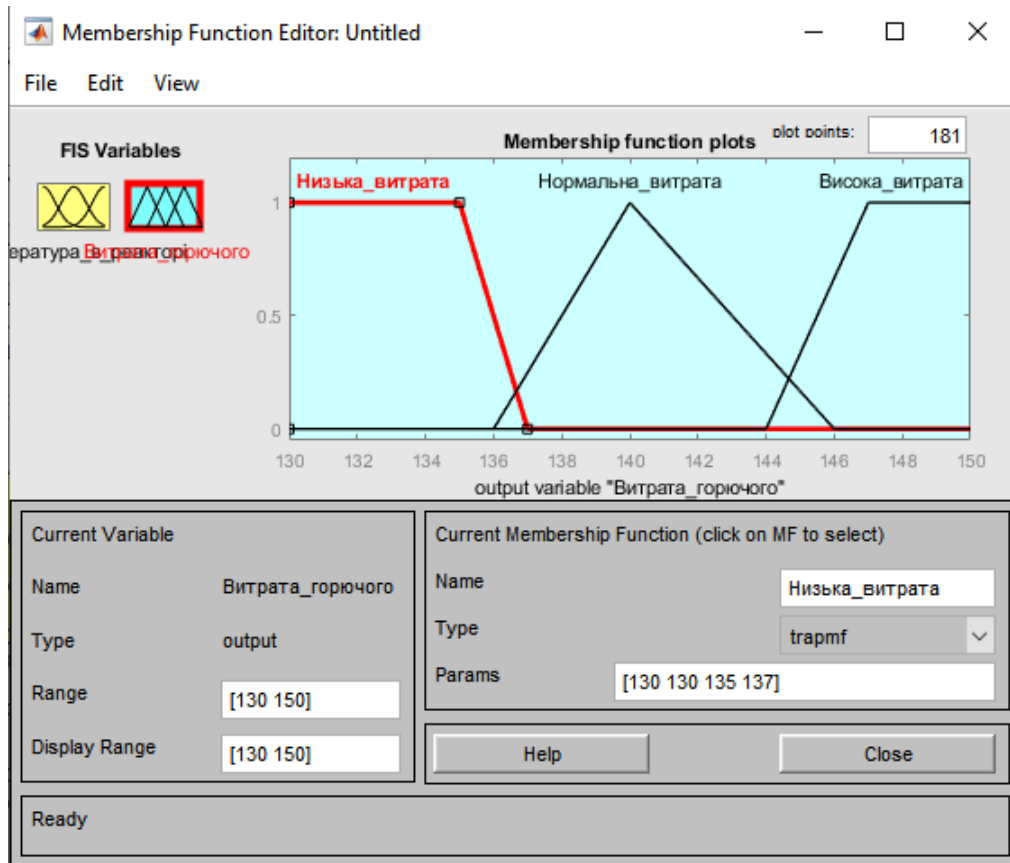 Membership Function Editor: Untitled
File Edit View
FIS Variables
Membership function plots
plot points:
181
Низька_витрата
Нормальна_витрата
Висока_витрата
1
0.5
0
ература_в_реакторі
Витрата_горючого
130 132 134 136 138 140 142 144 146 148 150
output variable "Витрата_горючого"
Current Variable
Name Витрата_горючого
Type output
Range [130 150]
Display Range [130 150]
Current Membership Function (click on MF to select)
Name Низька_витрата
Type trapmf
Params [130 130 135 137]
Help Close
Ready